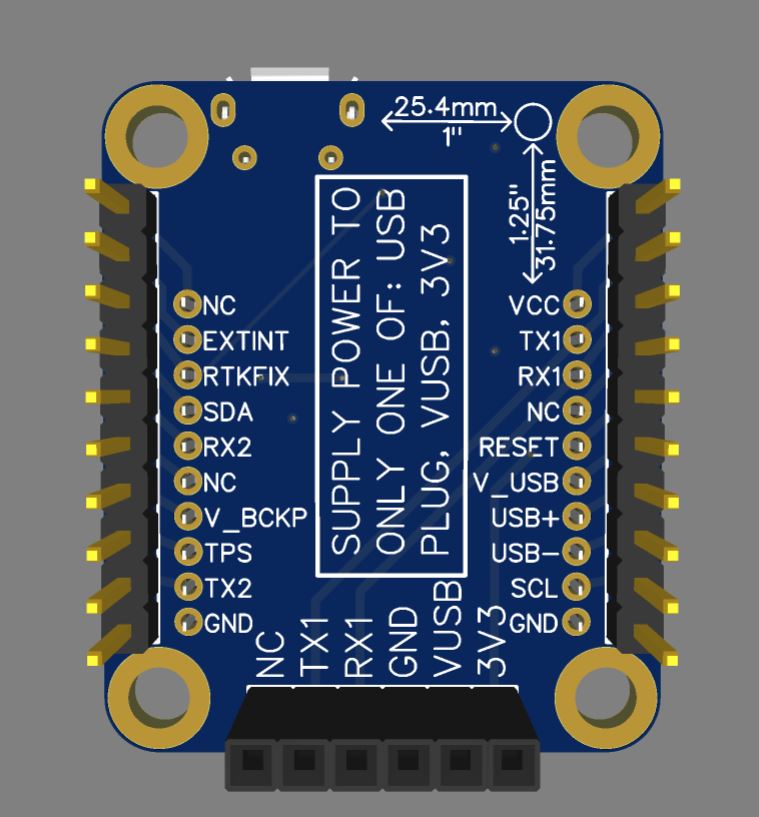 25.4mm
1"
1.25"
31.75mm
SUPPLY POWER TO
ONLY ONE OF: USB
PLUG, VUSB, 3V3
NC
EXTINT
RTKFIX
SDA
RX2
NC
V_BCKP
TPS
TX2
GND
VCC
TX1
RX1
NC
RESET
V_USB
USB+
USB-
SCL
GND
NC
TX1
RX1
GND
VUSB
3V3